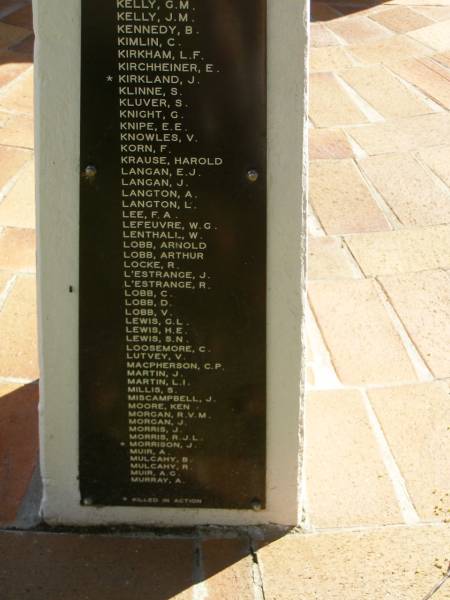 KELLY, G.M.
KELLY, J.M.
KENNEDY, B.
KIMLIN, C.
KIRKHAM, L.F.
KIRCHHEINER, E.
* KIRKLAND, J.
KLINNE, S.
KLUVER, S.
KNIGHT, G.
KNIPE, E.E.
KNOWLES, V.
KORN, F.
KRAUSE, HAROLD
LANGAN, E.J.
LANGAN, J.
LANGTON, A.
LANGTON, L.
LEE, F.A.
LEFEUVRE, W.G.
LENTHALL, W.
LOBB, ARNOLD
LOBB, ARTHUR
LOCKE, R.
L'ESTRANGE, J.
L'ESTRANGE, R.
LOBB, C.
LOBB, D.
LOBB, V.
LEWIS, G.L.
LEWIS, H.E.
LEWIS, S.N.
LOOSEMORE, C.
LUTVEY, V.
MACPHERSON, C.P.
MARTIN, J.
MARTIN, L.I.
MILLIS, S.
MISCAMPBELL, J.
MOORE, KEN
MORGAN, R.V.M.
MORGAN, J.
MORRIS, J.
MORRIS, R.J.L.
* MORRISON, J.
MUIR, A.
MULCAHY, B.
MULCAHY, R.
MUIR, A.G.
MURRAY, A.
* KILLED IN ACTION